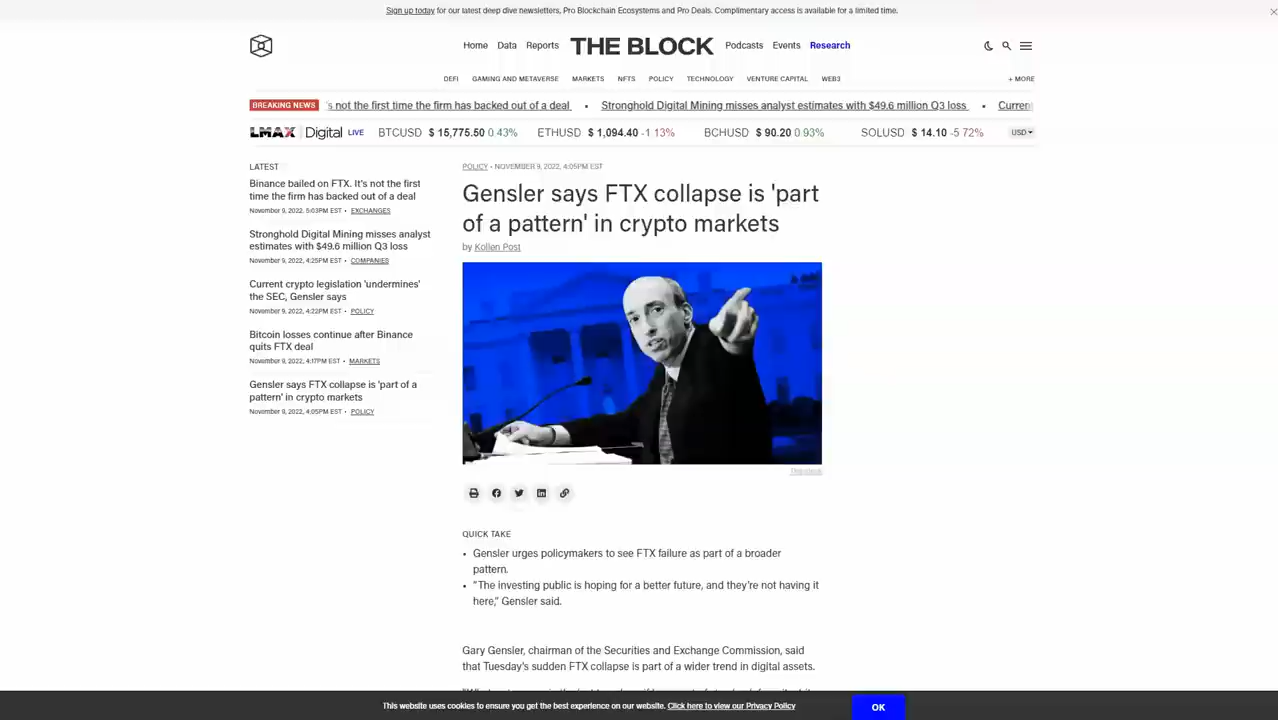 Sign up today for our latest deep dive newsletters, Pro Blockchain Ecosystems and Pro Deals. Complimentary access is available for a limited time.
Home Data Reports THE BLOCK Podcasts Events Research
DEFI GAMING AND METAVERSE MARKETS NFTS POLICY TECHNOLOGY VENTURE CAPITAL WEB3 + MORE
BREAKING NEWS 's not the first time the firm has backed out of a deal • Stronghold Digital Mining misses analyst estimates with $49.6 million Q3 loss • Current
LMAX Digital LIVE BTCUSD $ 15,775.50 0.43% ETHUSD $ 1,094.40 -1 13% BCHUSD $ 90.20 0.93% SOLUSD $ 14.10 -5 72% USD
LATEST
Binance bailed on FTX. It's not the first
time the firm has backed out of a deal
November 9, 2022, 5:03PM EST • EXCHANGES
Stronghold Digital Mining misses analyst
estimates with $49.6 million Q3 loss
November 9, 2022, 4:25PM EST • COMPANIES
Current crypto legislation 'undermines'
the SEC, Gensler says
November 9, 2022, 4:22PM EST • POLICY
Bitcoin losses continue after Binance
quits FTX deal
November 9, 2022, 4:17PM EST • MARKETS
Gensler says FTX collapse is 'part of a
pattern' in crypto markets
November 9, 2022, 4:05PM EST • POLICY
POLICY • NOVEMBER 9, 2022, 4:05PM EST
Gensler says FTX collapse is 'part
of a pattern' in crypto markets
by Kollen Post
QUICK TAKE
• Gensler urges policymakers to see FTX failure as part of a broader
pattern.
• "The investing public is hoping for a better future, and they're not having it
here," Gensler said.
Gary Gensler, chairman of the Securities and Exchange Commission, said
that Tuesday's sudden FTX collapse is part of a wider trend in digital assets.
This website uses cookies to ensure you get the best experience on our website. Click here to view our Privacy Policy OK